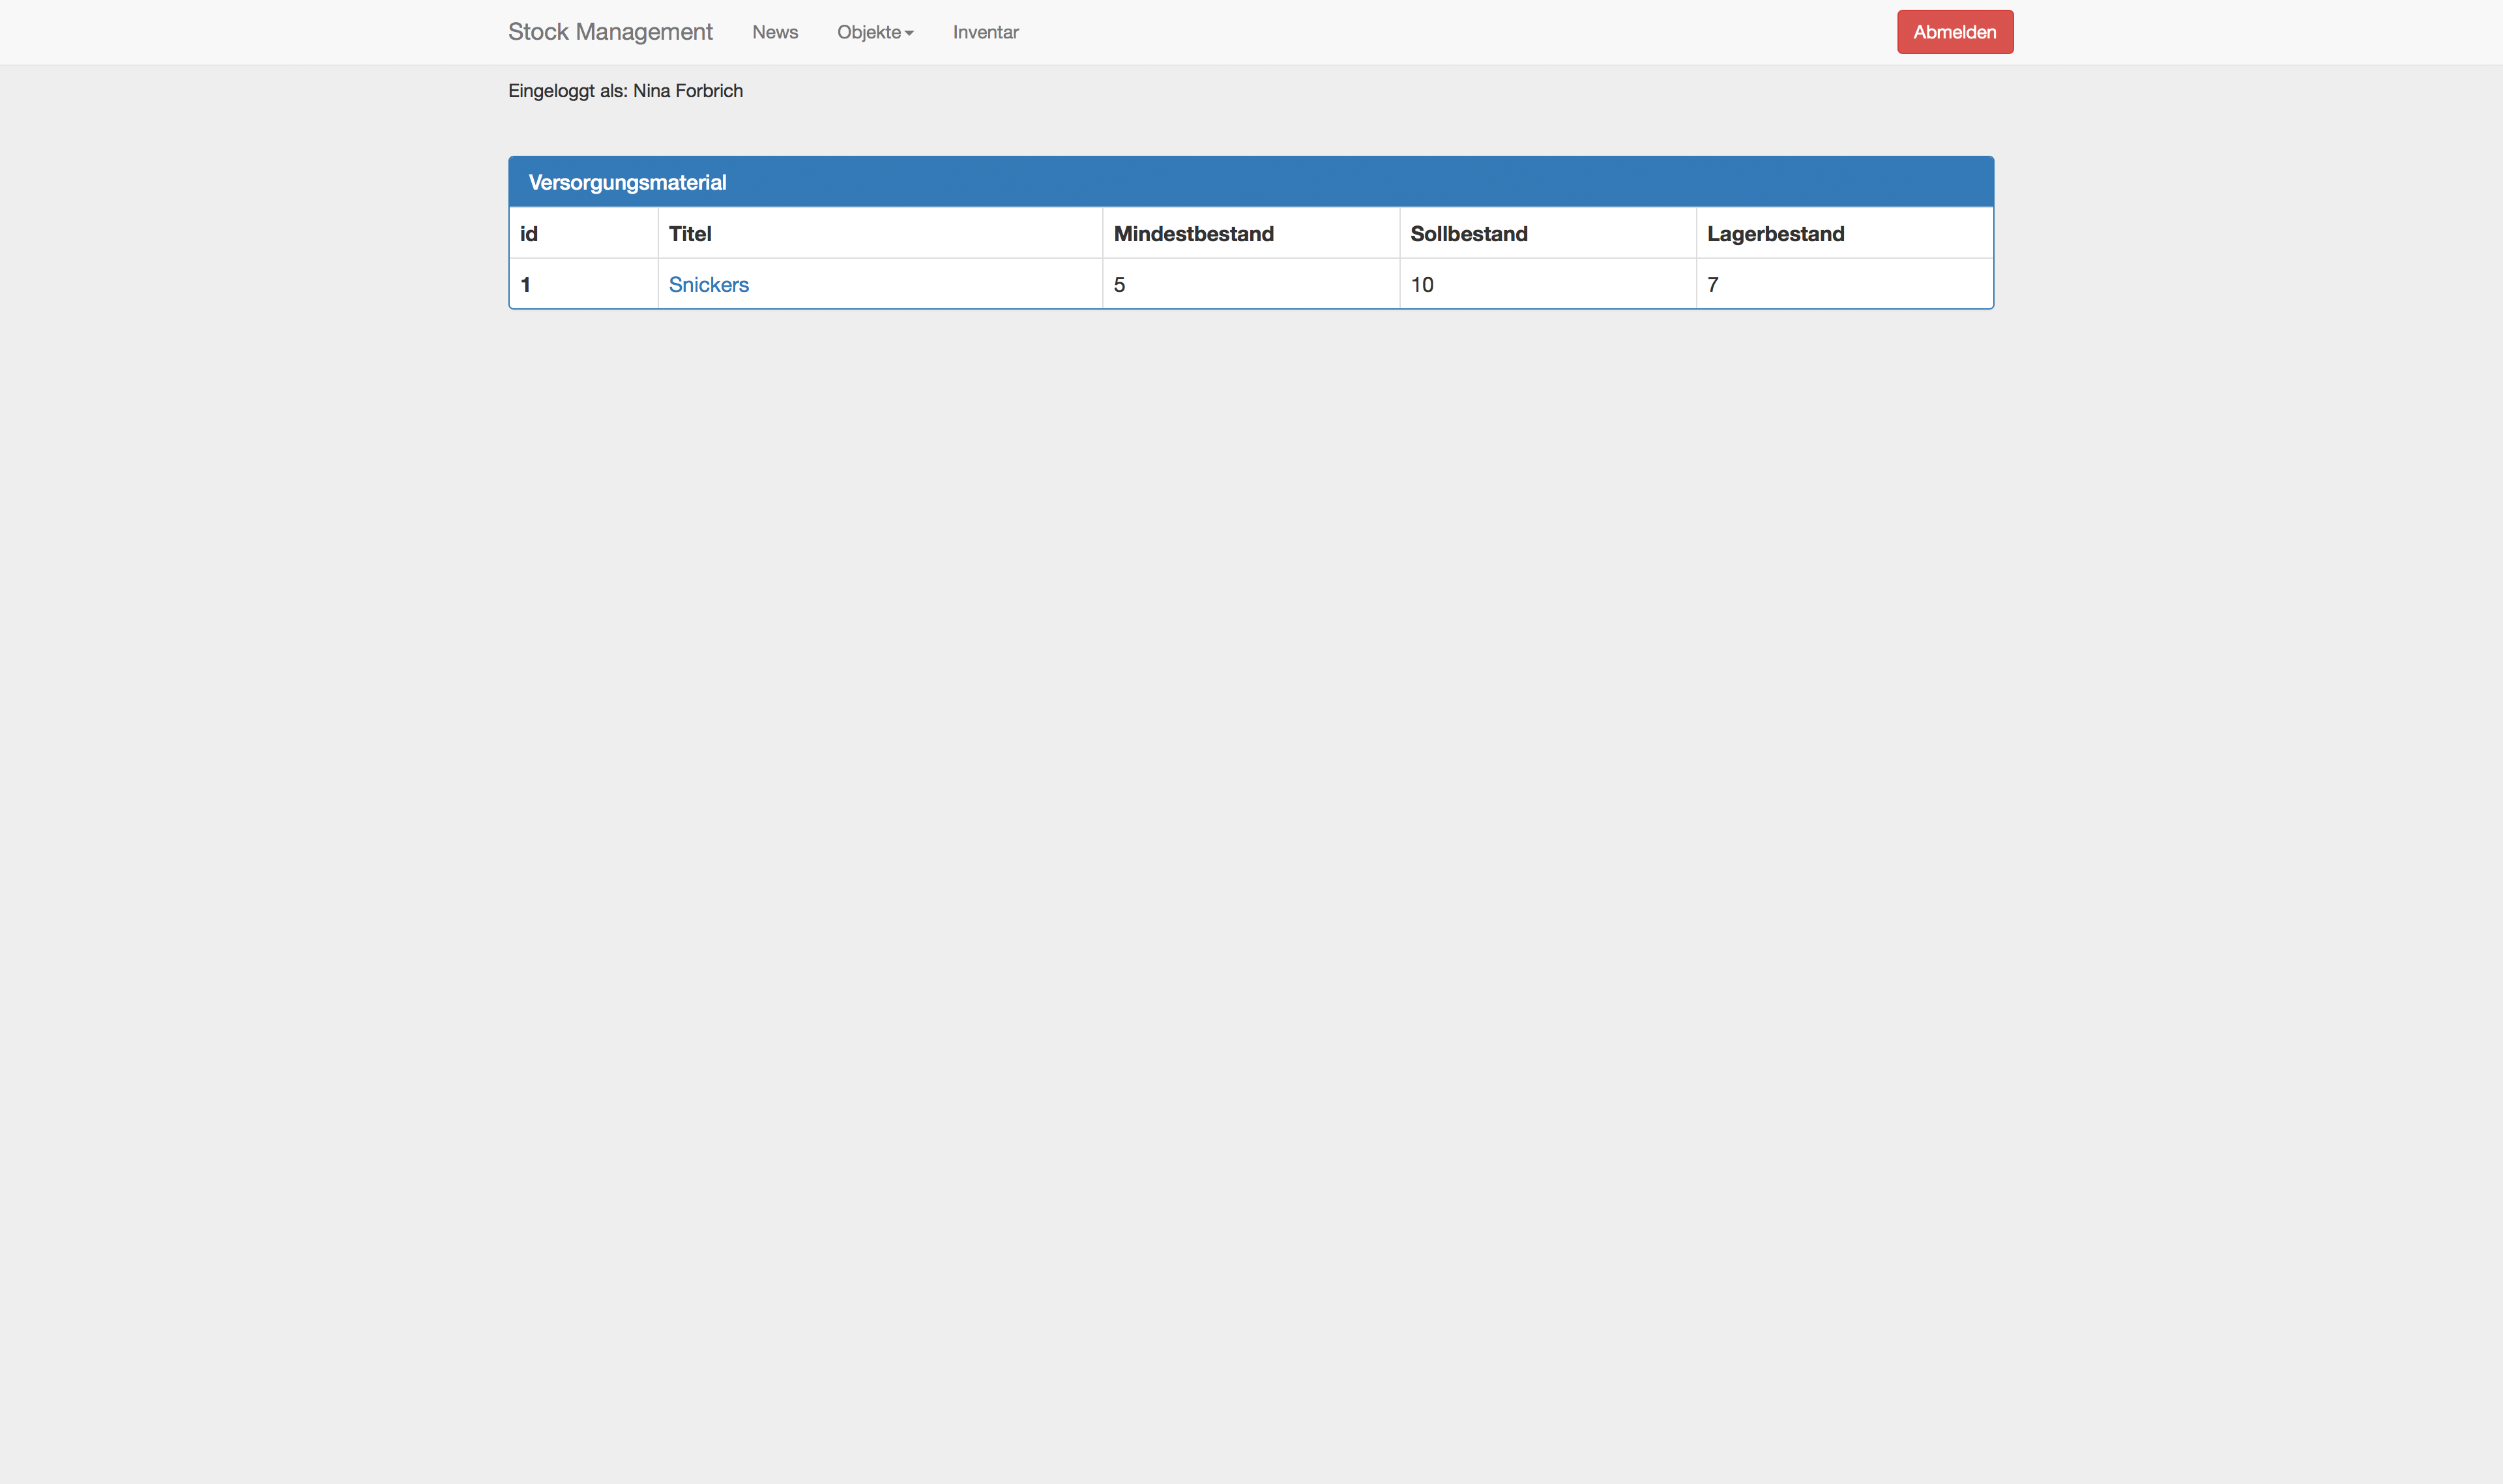 Stock Management News Objekte Inventar Abmelden
Eingeloggt als: Nina Forbrich
Versorgungsmaterial
id Titel Mindestbestand Sollbestand Lagerbestand
1 Snickers 5 10 7